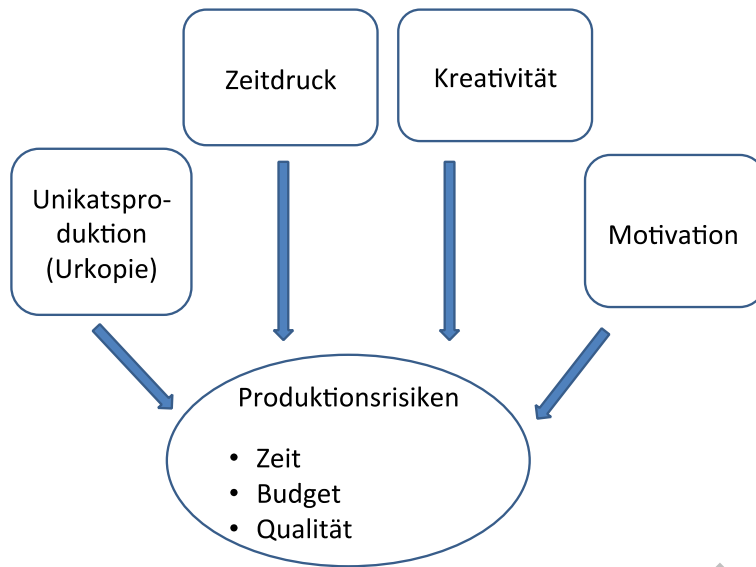 Zeitdruck
Kreativität
Unikatspro-
duktion
(Urkopie)
Motivation
Produktionsrisiken
• Zeit
• Budget
• Qualität